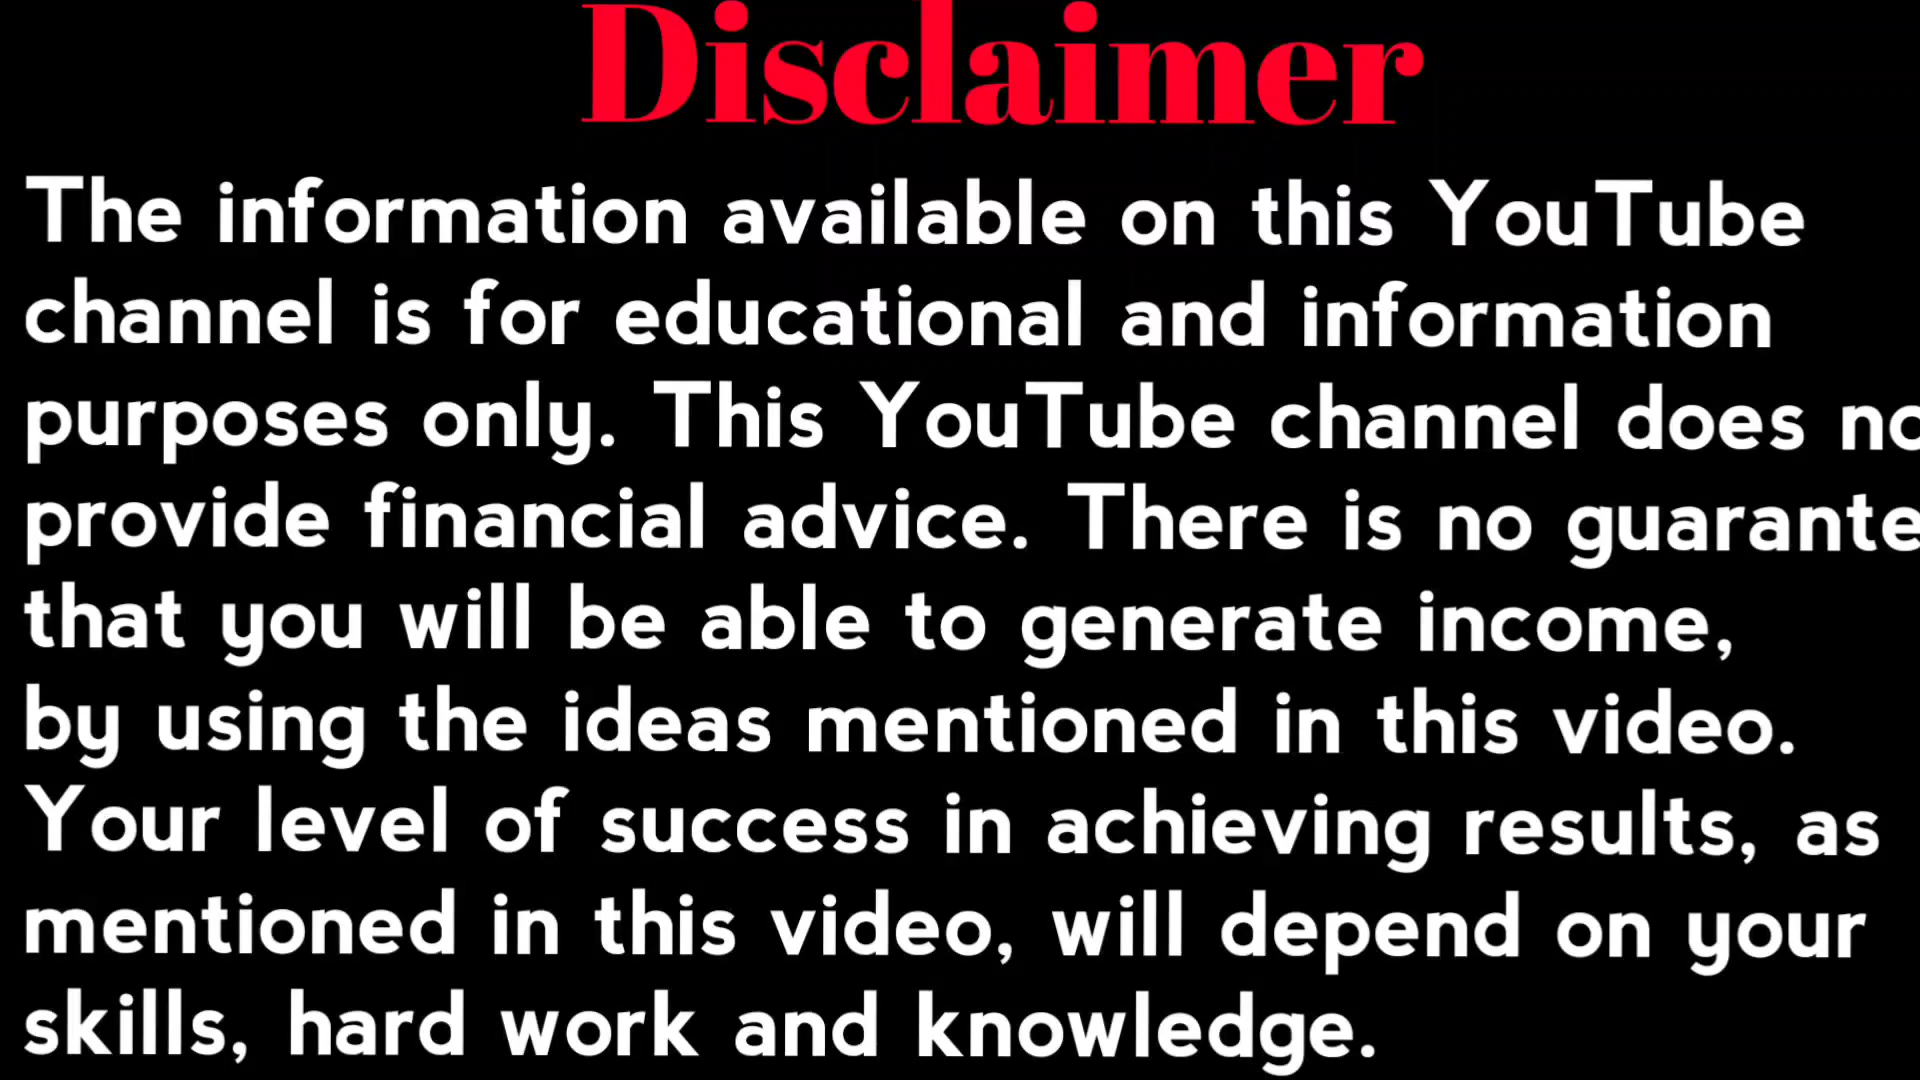 Disclaimer
The information available on this YouTube
channel is for educational and information
purposes only. This YouTube channel does no
provide financial advice. There is no guarante
that you will be able to generate income,
by using the ideas mentioned in this video.
Your level of success in achieving results, as
mentioned in this video, will depend on your
skills, hard work and knowledge.